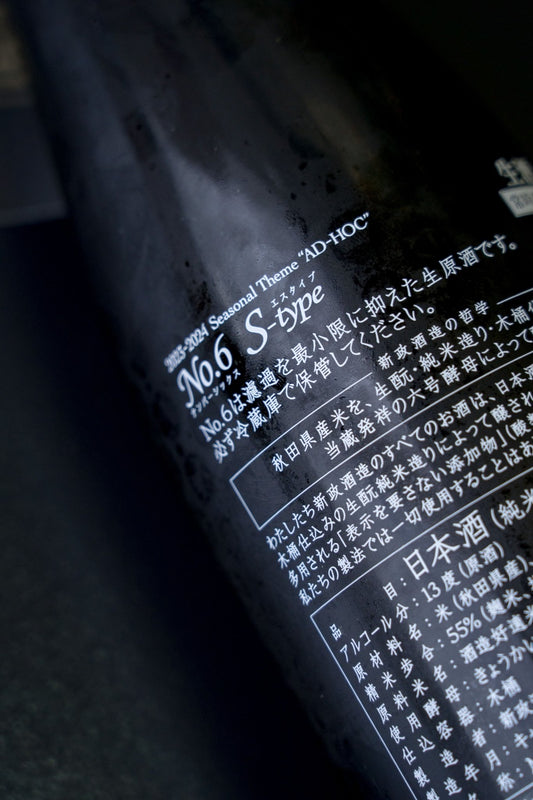 生
2023-2024 Seasonal Theme "AD-HOC"
No.6 S-type
ナンバーシックス エスタイプ
No.6は濾過を最小限に抑えた生原酒です。
必ず冷蔵庫で保管してください。
新政酒造の哲学
秋田県産米を、生酛・純米造り、木桶
当蔵発祥の六号酵母によって
わたしたち新政酒造のすべてのお酒は、日本酒
木桶仕込みの生酛純米造りによって醸され
多用される「表示を要さない添加物」(酸
私たちの製法では一切使用することはあ
品 目:日本酒(純米
アルコール分:13度(原酒)
原材料名:米(秋田県産)、
精米歩合:55%(麹米、
原料米名:酒造好適米
使用酵母:きょうかい
仕込容器:木桶
製造者:新政
製造年月:キ
称: